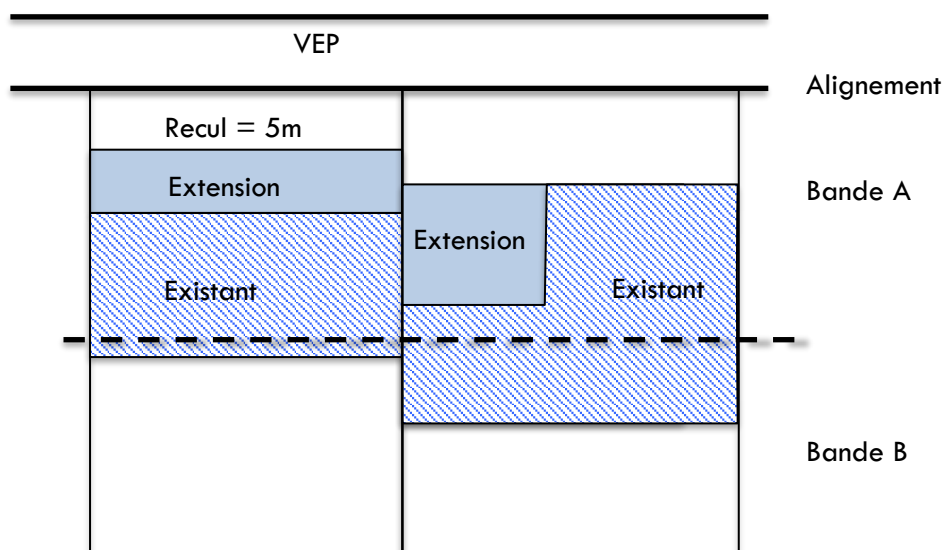 VEP
Alignement
Recul = 5m
Extension
Bande A
Extension
Existant
Existant
Bande B